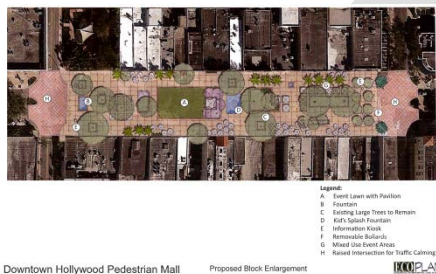 H
B
E
A
D
C
G
E
F
H
Legend:
A Event Lawn with Pavilion
B Fountain
C Existing Large Trees to Remain
D Kid's Splash Fountain
E Information Kiosk
F Removable Bollards
G Mixed Use Event Areas
H Raised Intersection for Traffic Calming
Downtown Hollywood Pedestrian Mall
Proposed Block Enlargement
ECOPLAN